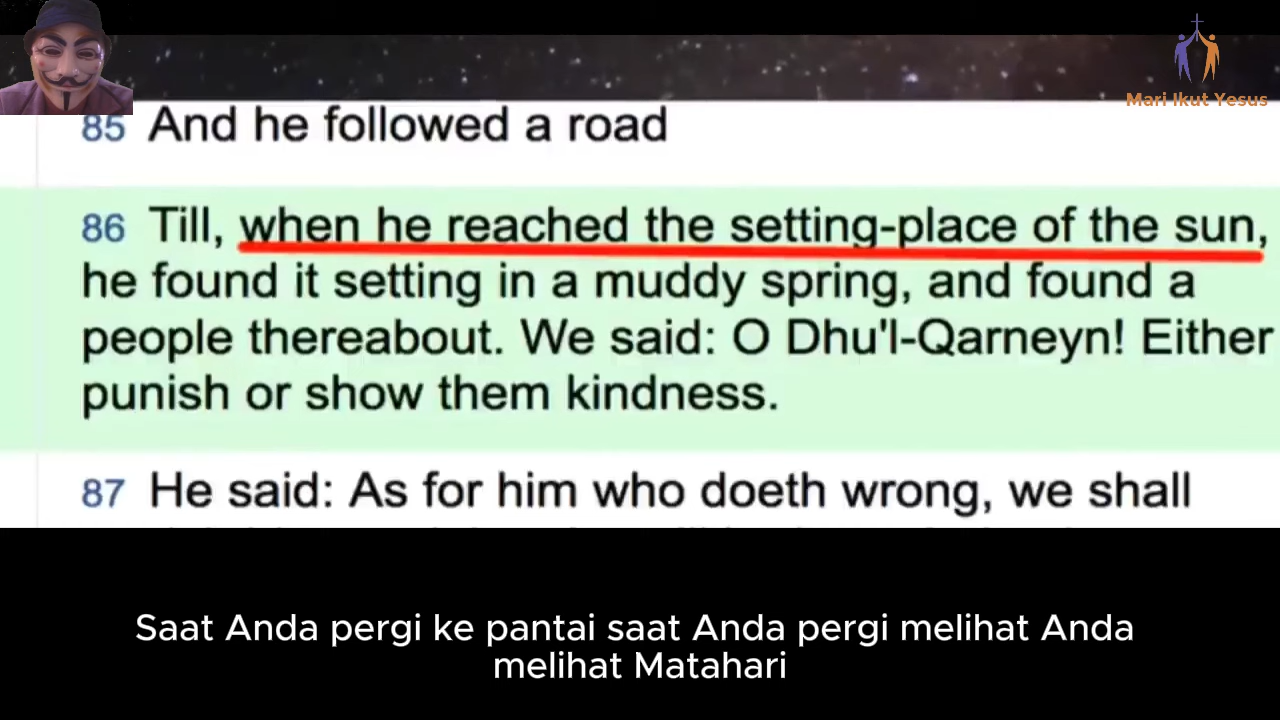 Mari Ikut Yesus
85 And he followed a road
86 Till, when he reached the setting-place of the sun,
he found it setting in a muddy spring, and found a
people thereabout. We said: O Dhu'l-Qarneyn! Either
punish or show them kindness.
87 He said: As for him who doeth wrong, we shall
Saat Anda pergi ke pantai saat Anda pergi melihat Anda
melihat Matahari